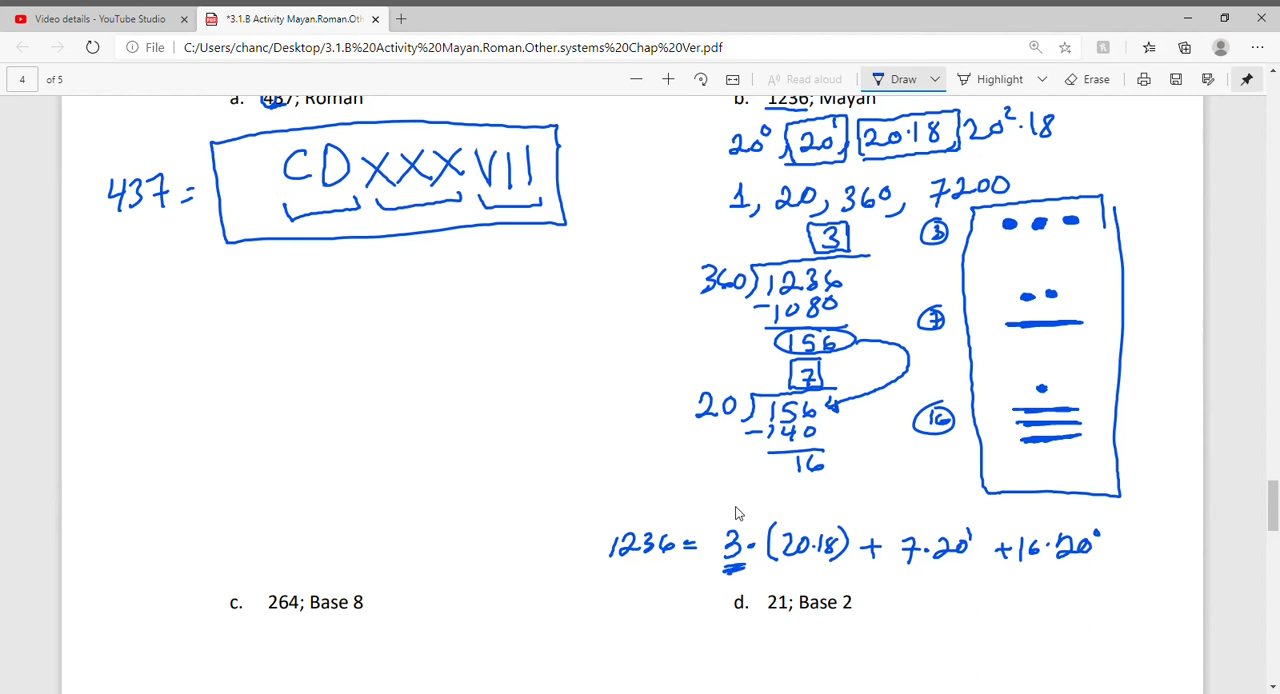 Video details - YouTube Studio
*3.1.B Activity Mayan.Roman.Oth
File
C:/Users/chanc/Desktop/3.1.B%20Activity%20Mayan.Roman.Other.systems%20Chap%20Ver.pdf
4 of 5
Read aloud
Draw
Highlight
Erase
a. 437; Roman
437 = CDXXXVII
b. 1236; Mayan
20⁰, 20¹, 20·18, 20²·18
1, 20, 360, 7200
3
360)1236
-1080
156
7
20)156
-140
16
3
7
16
1236 = 3·(20·18) + 7·20¹ + 16·20⁰
c. 264; Base 8
d. 21; Base 2